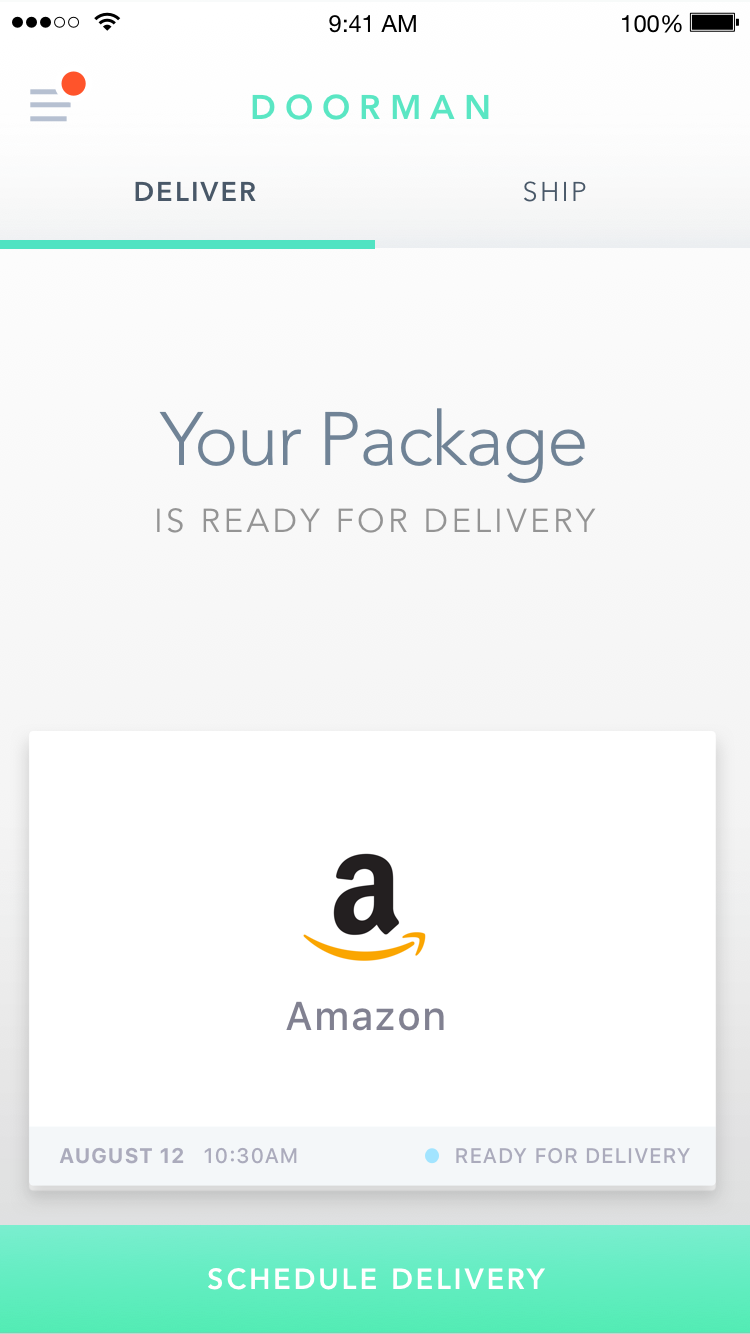 9:41 AM 100%
DOORMAN
DELIVER SHIP
Your Package
IS READY FOR DELIVERY
a
Amazon
AUGUST 12 10:30AM READY FOR DELIVERY
SCHEDULE DELIVERY